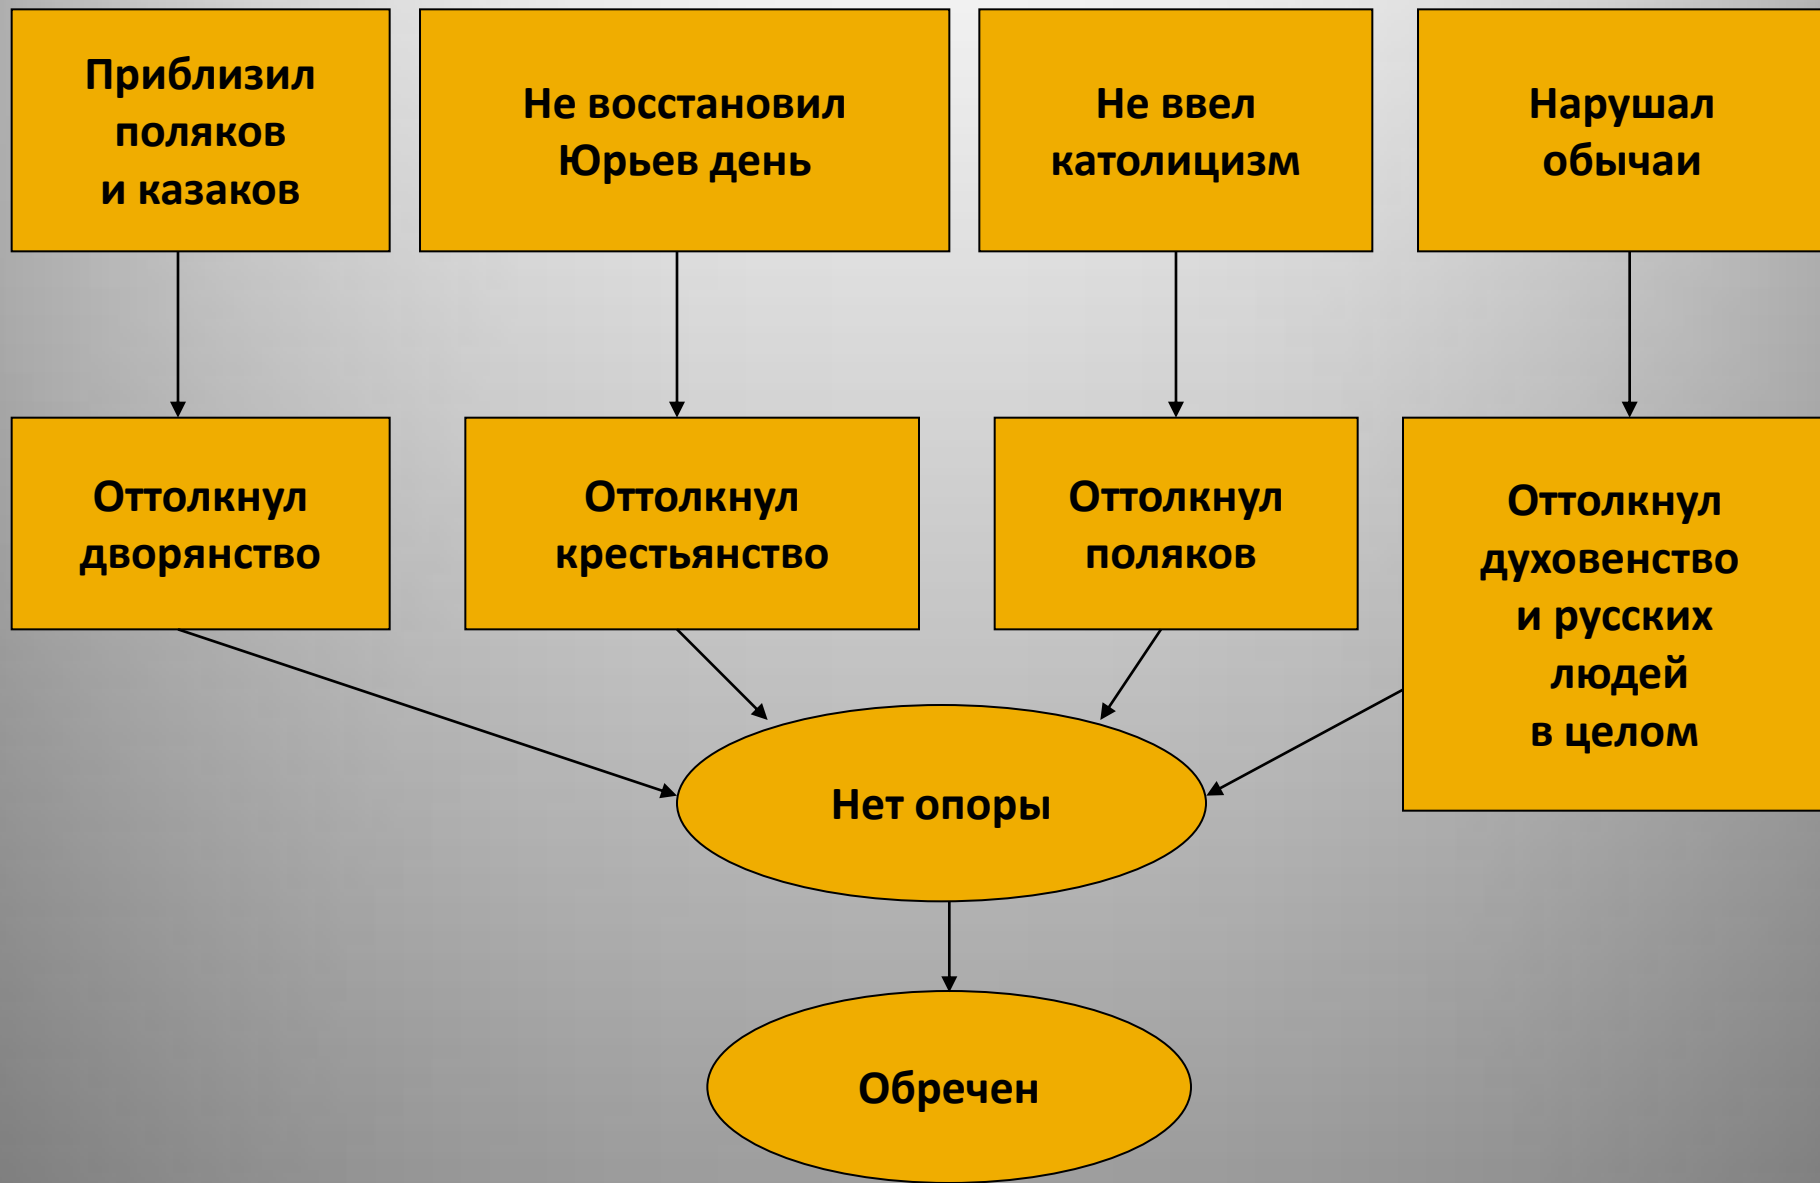 Приблизил
поляков
и казаков
Не восстановил
Юрьев день
Не ввел
католицизм
Нарушал
обычаи
Оттолкнул
дворянство
Оттолкнул
крестьянство
Оттолкнул
поляков
Оттолкнул
духовенство
и русских
людей
в целом
Нет опоры
Обречен